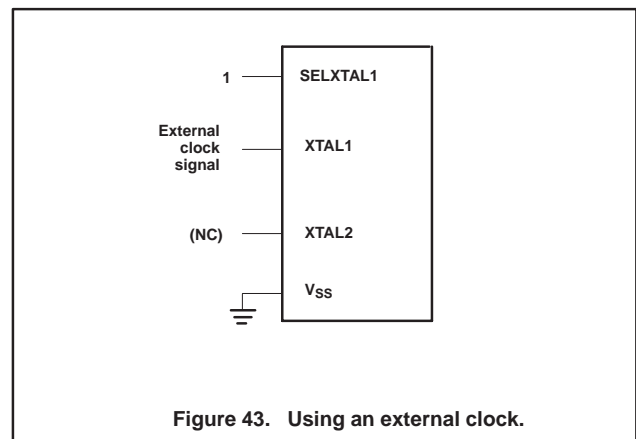 1 SELXTAL1
External
clock
signal
XTAL1
(NC) XTAL2
VSS
Figure 43. Using an external clock.